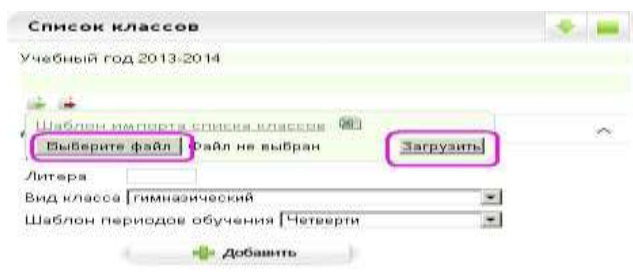 Список классов
Учебный год 2013-2014
Шаблон импорта списка классов
Выберите файл Файл не выбран Загрузить
Литера
Вид класса гимназический
Шаблон периодов обучения Четверти
Добавить